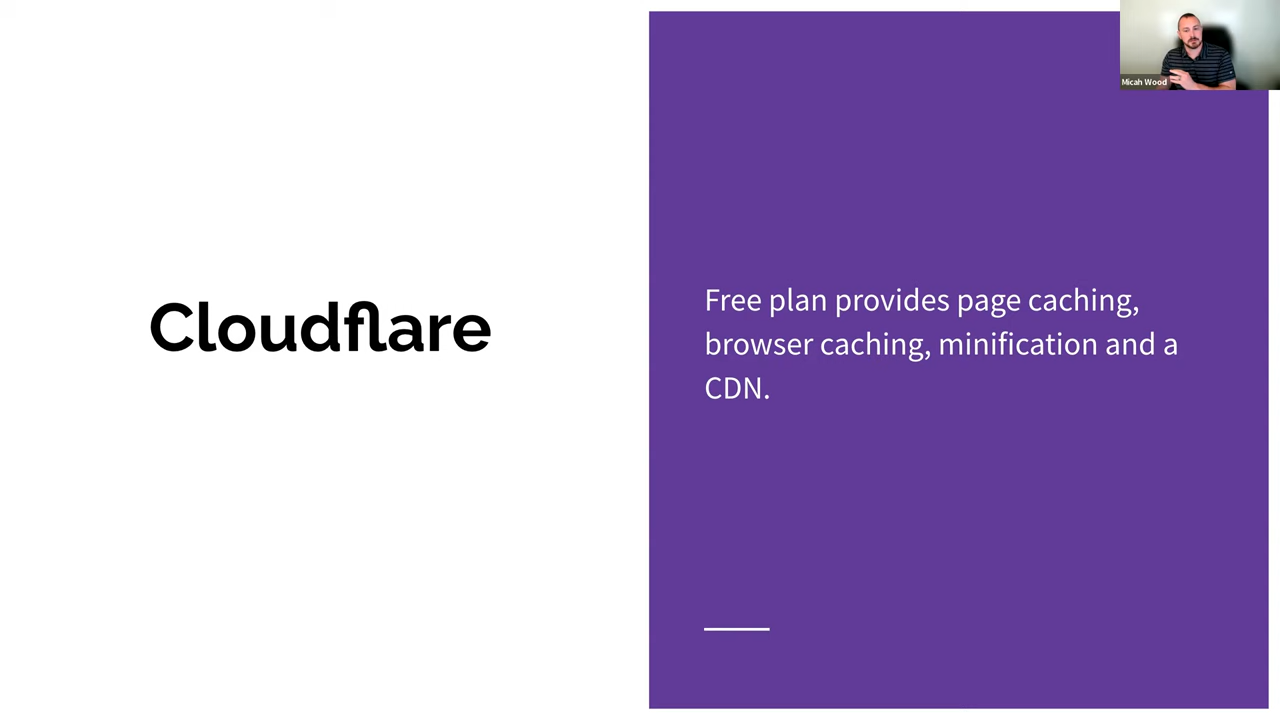 Micah Wood
Cloudflare
Free plan provides page caching,
browser caching, minification and a
CDN.